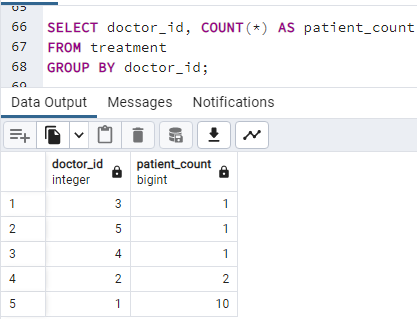 65
66 SELECT doctor_id, COUNT(*) AS patient_count
67 FROM treatment
68 GROUP BY doctor_id;
69
Data Output Messages Notifications
doctor_id integer patient_count bigint
1 3 1
2 5 1
3 4 1
4 2 2
5 1 10